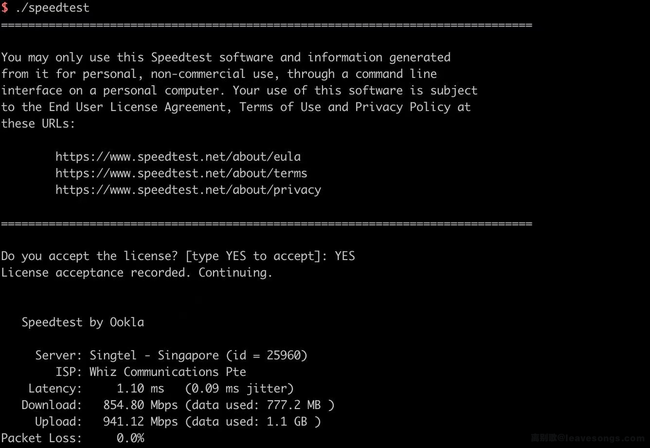 $ ./speedtest
==============================================================================
You may only use this Speedtest software and information generated
from it for personal, non-commercial use, through a command line
interface on a personal computer. Your use of this software is subject
to the End User License Agreement, Terms of Use and Privacy Policy at
these URLs:
https://www.speedtest.net/about/eula
https://www.speedtest.net/about/terms
https://www.speedtest.net/about/privacy
==============================================================================
Do you accept the license? [type YES to accept]: YES
License acceptance recorded. Continuing.
Speedtest by Ookla
Server: Singtel - Singapore (id = 25960)
ISP: Whiz Communications Pte
Latency: 1.10 ms (0.09 ms jitter)
Download: 854.80 Mbps (data used: 777.2 MB )
Upload: 941.12 Mbps (data used: 1.1 GB )
Packet Loss: 0.0%
@leavesongs.com